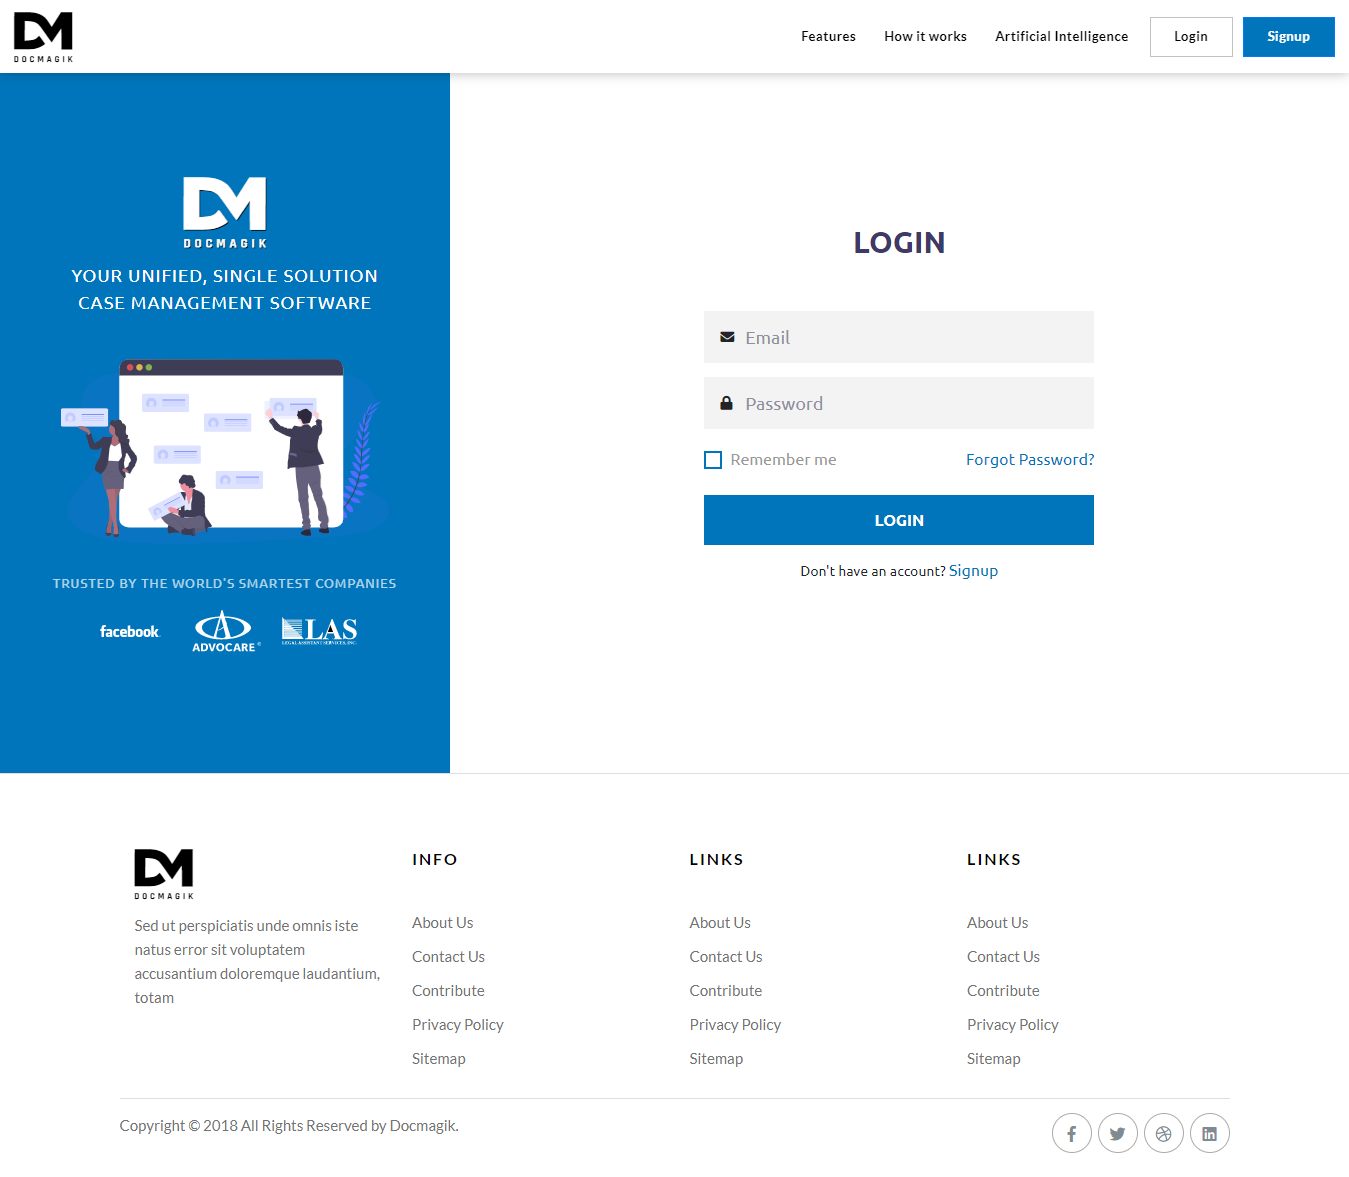 DM
DOCMAGIK
Features
How it works
Artificial Intelligence
Login
Signup
DM
DOCMAGIK
YOUR UNIFIED, SINGLE SOLUTION
CASE MANAGEMENT SOFTWARE
TRUSTED BY THE WORLD'S SMARTEST COMPANIES
facebook
ADVOCARE®
LAS
LEGAL ASSISTANT SERVICES, INC.
LOGIN
Email
Password
Remember me
Forgot Password?
LOGIN
Don't have an account? Signup
DM
DOCMAGIK
Sed ut perspiciatis unde omnis iste
natus error sit voluptatem
accusantium doloremque laudantium,
totam
INFO
About Us
Contact Us
Contribute
Privacy Policy
Sitemap
LINKS
About Us
Contact Us
Contribute
Privacy Policy
Sitemap
LINKS
About Us
Contact Us
Contribute
Privacy Policy
Sitemap
Copyright © 2018 All Rights Reserved by Docmagik.